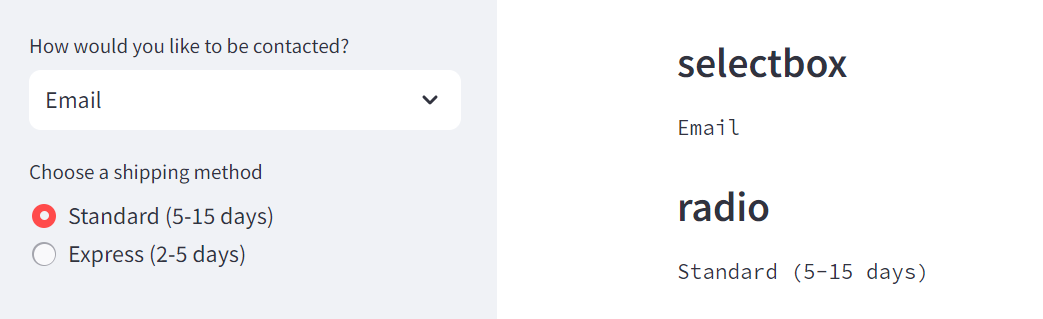 How would you like to be contacted?
Email
Choose a shipping method
Standard (5-15 days)
Express (2-5 days)
selectbox
Email
radio
Standard (5-15 days)